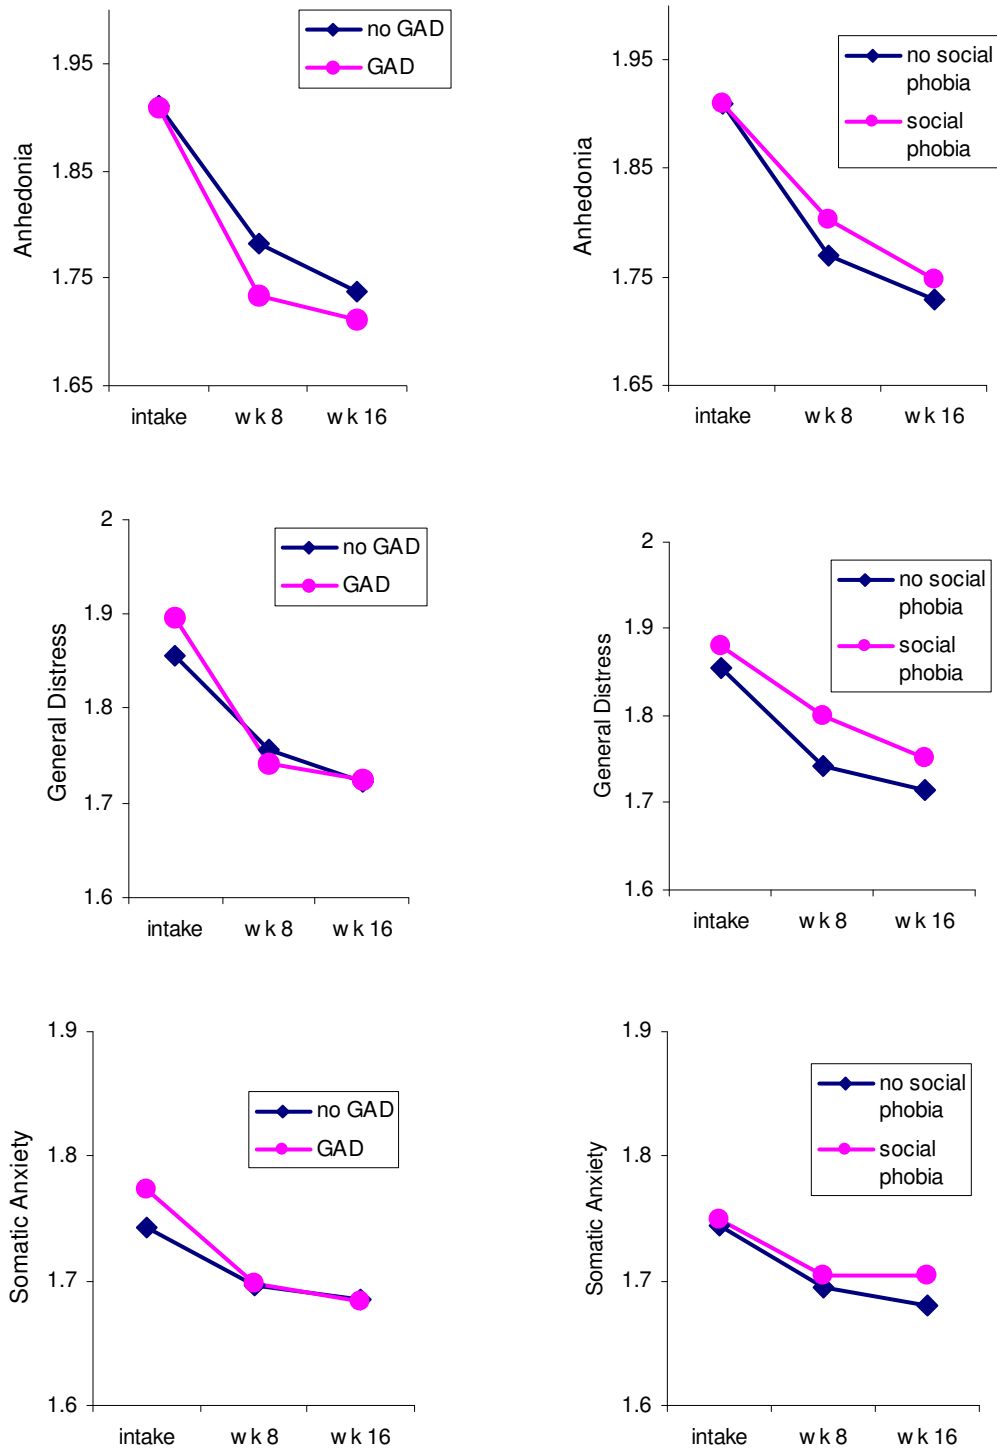 no GAD
GAD
1.95
1.85
1.75
1.65
Anhedonia
intake
wk 8
wk 16
no social
phobia
social
phobia
1.95
1.85
1.75
1.65
Anhedonia
intake
wk 8
wk 16
no GAD
GAD
2
1.9
1.8
1.7
1.6
General Distress
intake
wk 8
wk 16
no social
phobia
social
phobia
2
1.9
1.8
1.7
1.6
General Distress
intake
wk 8
wk 16
no GAD
GAD
1.9
1.8
1.7
1.6
Somatic Anxiety
intake
wk 8
wk 16
no social
phobia
social
phobia
1.9
1.8
1.7
1.6
Somatic Anxiety
intake
wk 8
wk 16